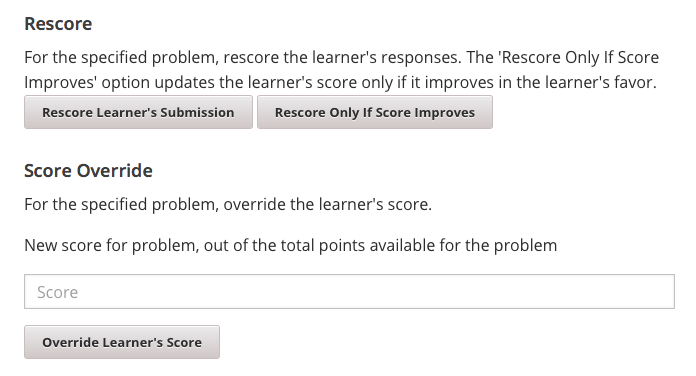 Rescore
For the specified problem, rescore the learner's responses. The 'Rescore Only If Score
Improves' option updates the learner's score only if it improves in the learner's favor.
Rescore Learner's Submission Rescore Only If Score Improves
Score Override
For the specified problem, override the learner's score.
New score for problem, out of the total points available for the problem
Score
Override Learner's Score